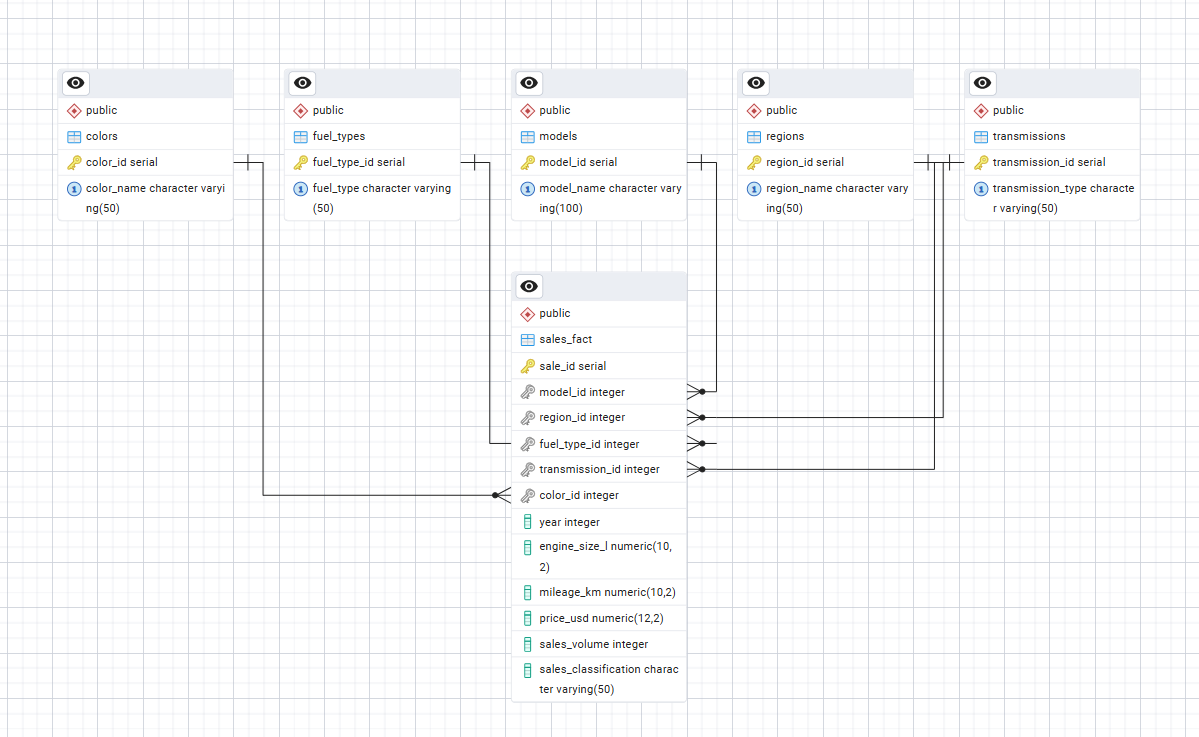 public
colors
color_id serial
color_name character varyi
ng(50)
public
fuel_types
fuel_type_id serial
fuel_type character varying
(50)
public
models
model_id serial
model_name character vary
ing(100)
public
regions
region_id serial
region_name character vary
ing(50)
public
transmissions
transmission_id serial
transmission_type characte
r varying(50)
public
sales_fact
sale_id serial
model_id integer
region_id integer
fuel_type_id integer
transmission_id integer
color_id integer
year integer
engine_size_l numeric(10,
2)
mileage_km numeric(10,2)
price_usd numeric(12,2)
sales_volume integer
sales_classification charac
ter varying(50)